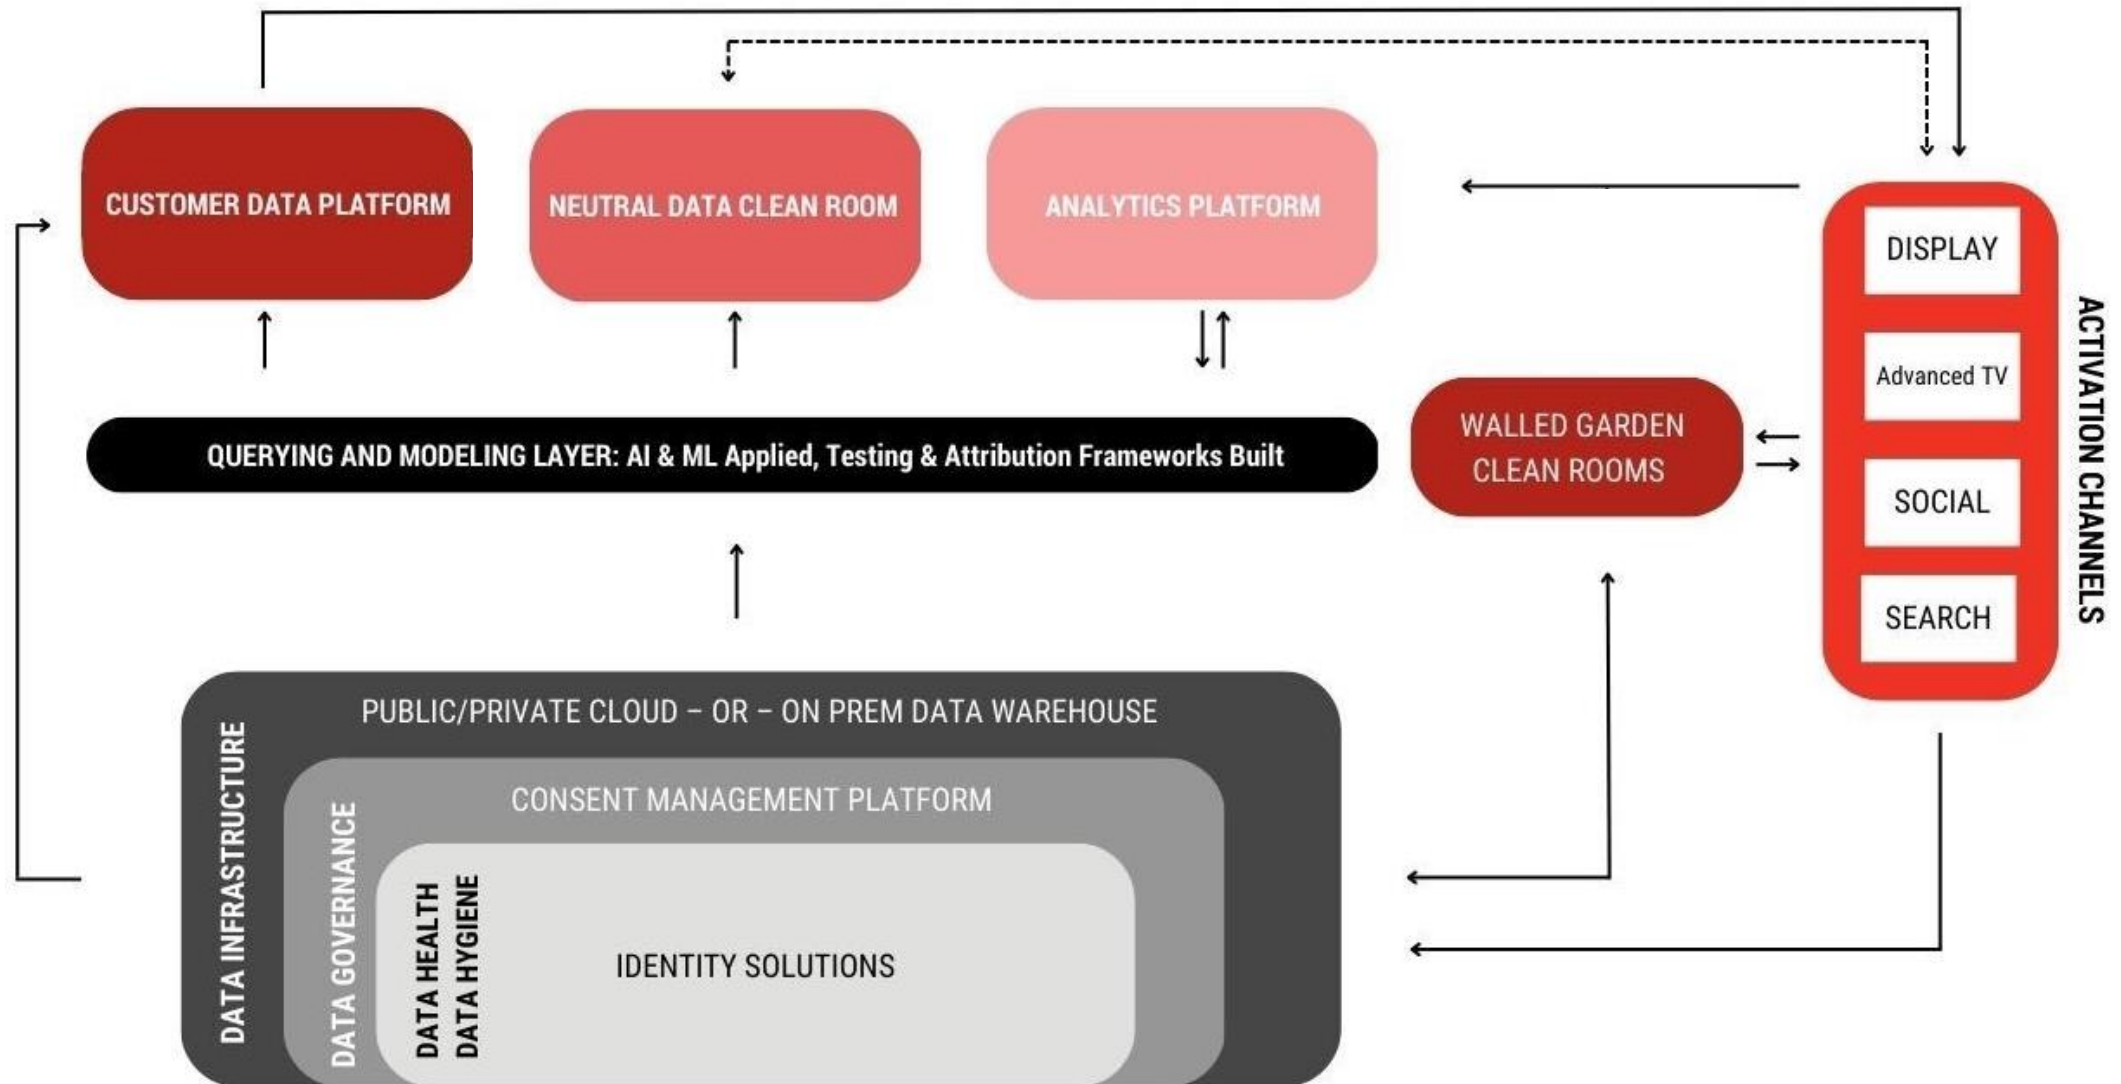 CUSTOMER DATA PLATFORM
NEUTRAL DATA CLEAN ROOM
ANALYTICS PLATFORM
DISPLAY
Advanced TV
SOCIAL
SEARCH
ACTIVATION CHANNELS
WALLED GARDEN
CLEAN ROOMS
QUERYING AND MODELING LAYER: AI & ML Applied, Testing & Attribution Frameworks Built
PUBLIC/PRIVATE CLOUD – OR – ON PREM DATA WAREHOUSE
DATA INFRASTRUCTURE
CONSENT MANAGEMENT PLATFORM
DATA GOVERNANCE
DATA HEALTH
DATA HYGIENE
IDENTITY SOLUTIONS